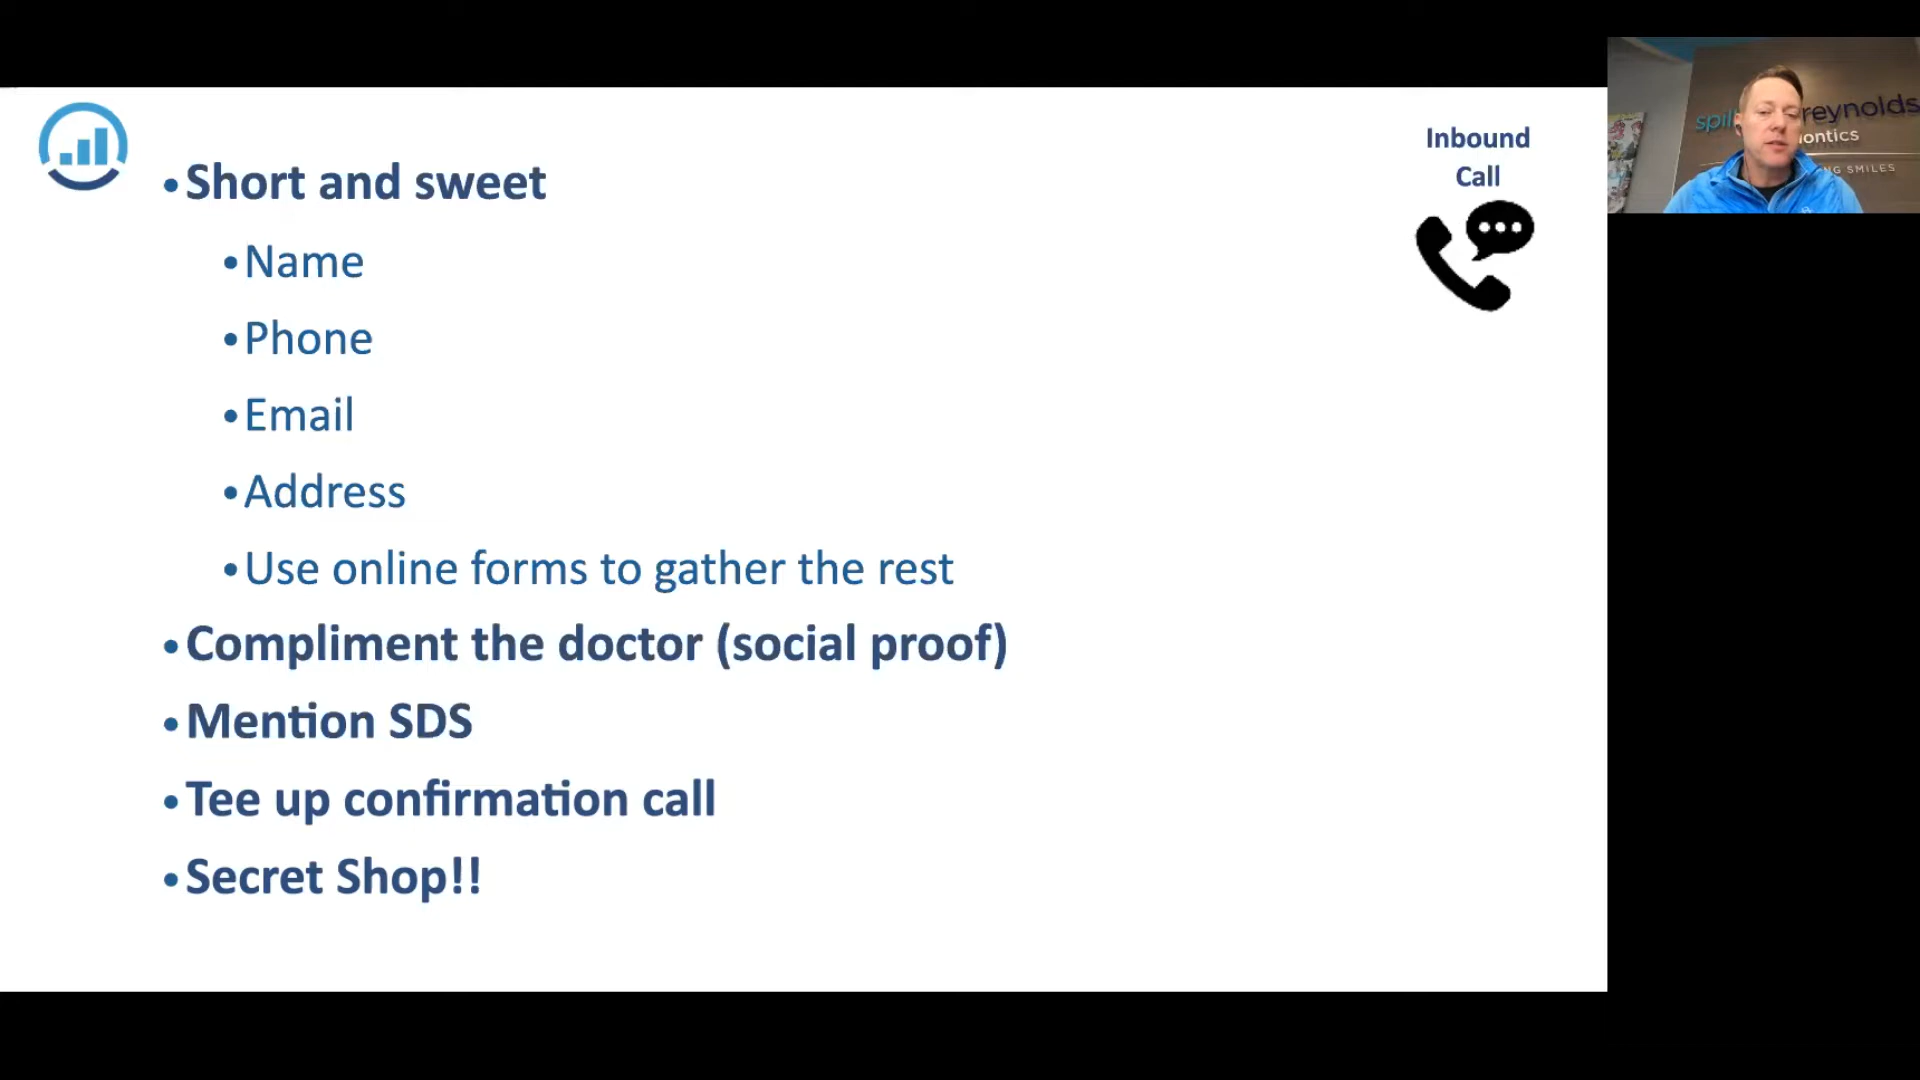 • Short and sweet
• Name
• Phone
• Email
• Address
• Use online forms to gather the rest
• Compliment the doctor (social proof)
• Mention SDS
• Tee up confirmation call
• Secret Shop!!
Inbound
Call
reynolds